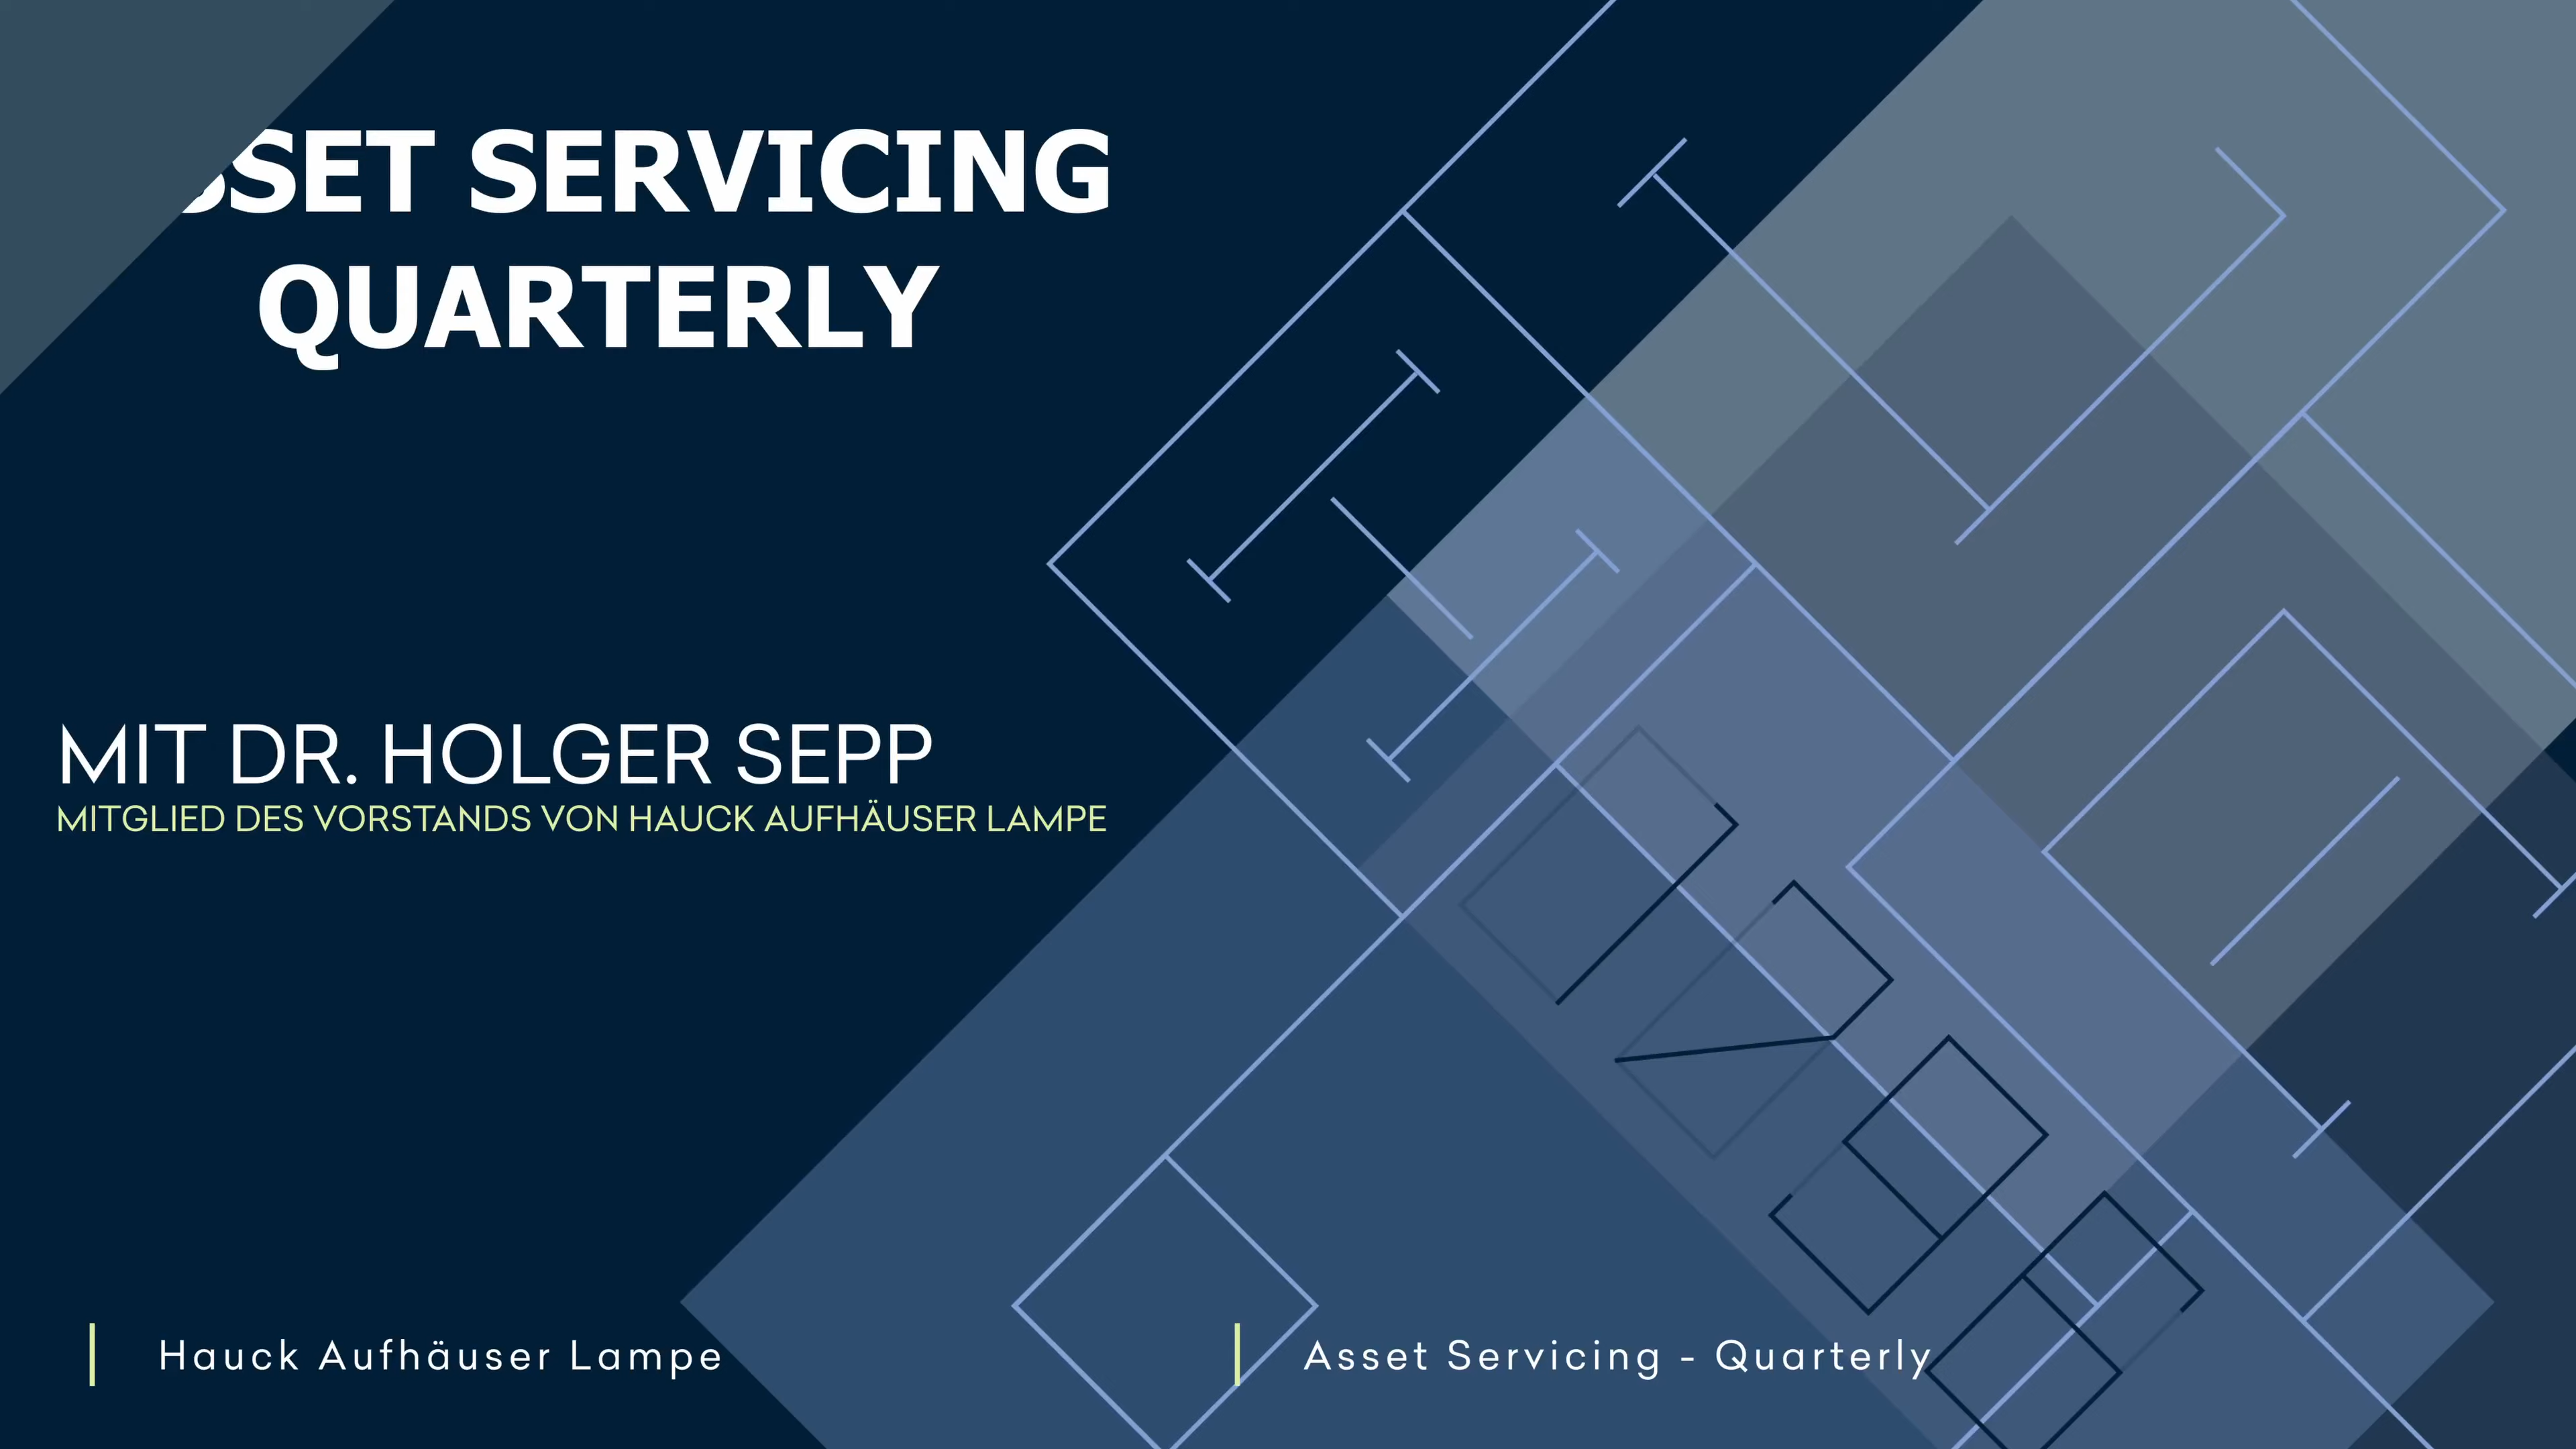 ASSET SERVICING
QUARTERLY
MIT DR. HOLGER SEPP
MITGLIED DES VORSTANDS VON HAUCK AUFHÄUSER LAMPE
Hauck Aufhäuser Lampe
Asset Servicing - Quarterly